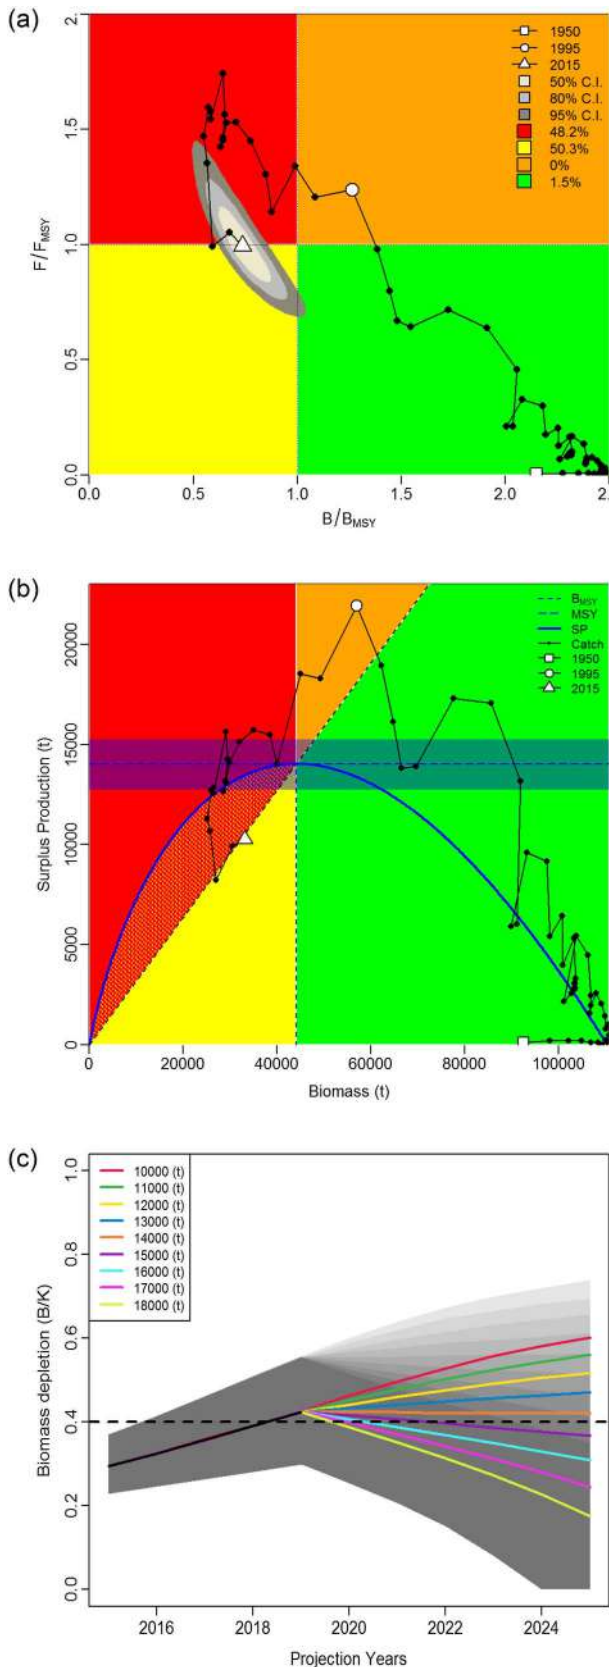 (a)
2.
1.5
1.0
0.5
0.0
F/F_MSY
1950
1995
2015
50% C.I.
80% C.I.
95% C.I.
48.2%
50.3%
0%
1.5%
0.0
0.5
1.0
1.5
2.0
2.
B/B_MSY
(b)
20000
15000
10000
5000
0
Surplus Production (t)
B_MSY
MSY
SP
Catch
1950
1995
2015
0
20000
40000
60000
80000
100000
Biomass (t)
(c)
1.0
0.8
0.6
0.4
0.2
0.0
Biomass depletion (B/K)
10000 (t)
11000 (t)
12000 (t)
13000 (t)
14000 (t)
15000 (t)
16000 (t)
17000 (t)
18000 (t)
2016
2018
2020
2022
2024
Projection Years